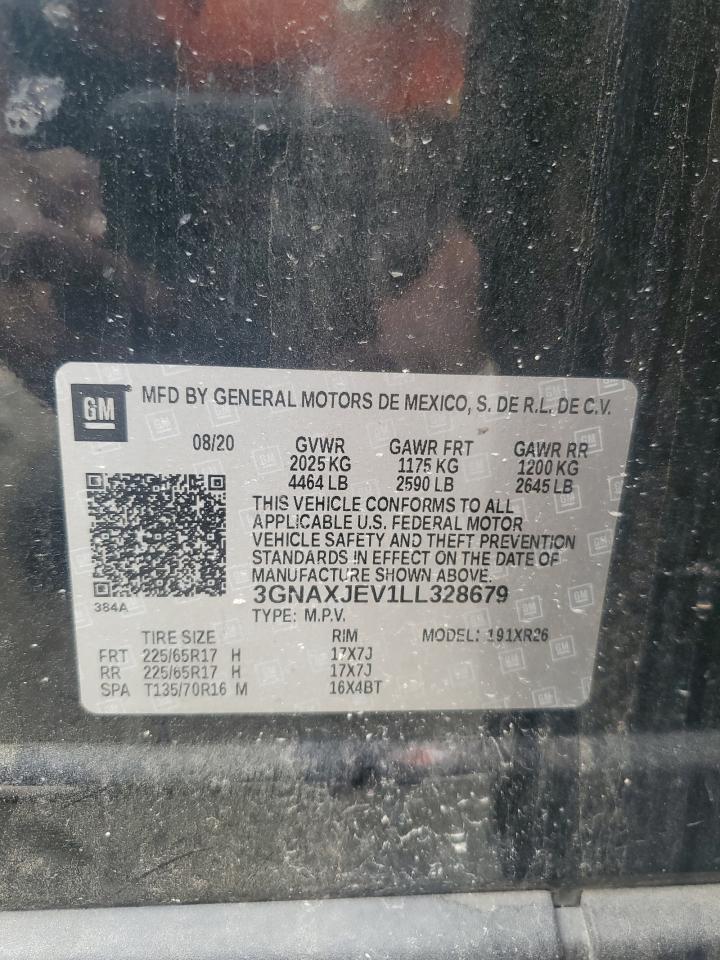 GM
MFD BY GENERAL MOTORS DE MEXICO, S. DE R.L. DE C.V.
08/20 GVWR GAWR FRT GAWR RR
2025 KG 1175 KG 1200 KG
4464 LB 2590 LB 2645 LB
THIS VEHICLE CONFORMS TO ALL
APPLICABLE U.S. FEDERAL MOTOR
VEHICLE SAFETY AND THEFT PREVENTION
STANDARDS IN EFFECT ON THE DATE OF
MANUFACTURE SHOWN ABOVE.
384A
3GNAXJEV1LL328679
TYPE: M.P.V.
TIRE SIZE RIM MODEL: 191XR26
FRT 225/65R17 H 17X7J
RR 225/65R17 H 17X7J
SPA T135/70R16 M 16X4BT